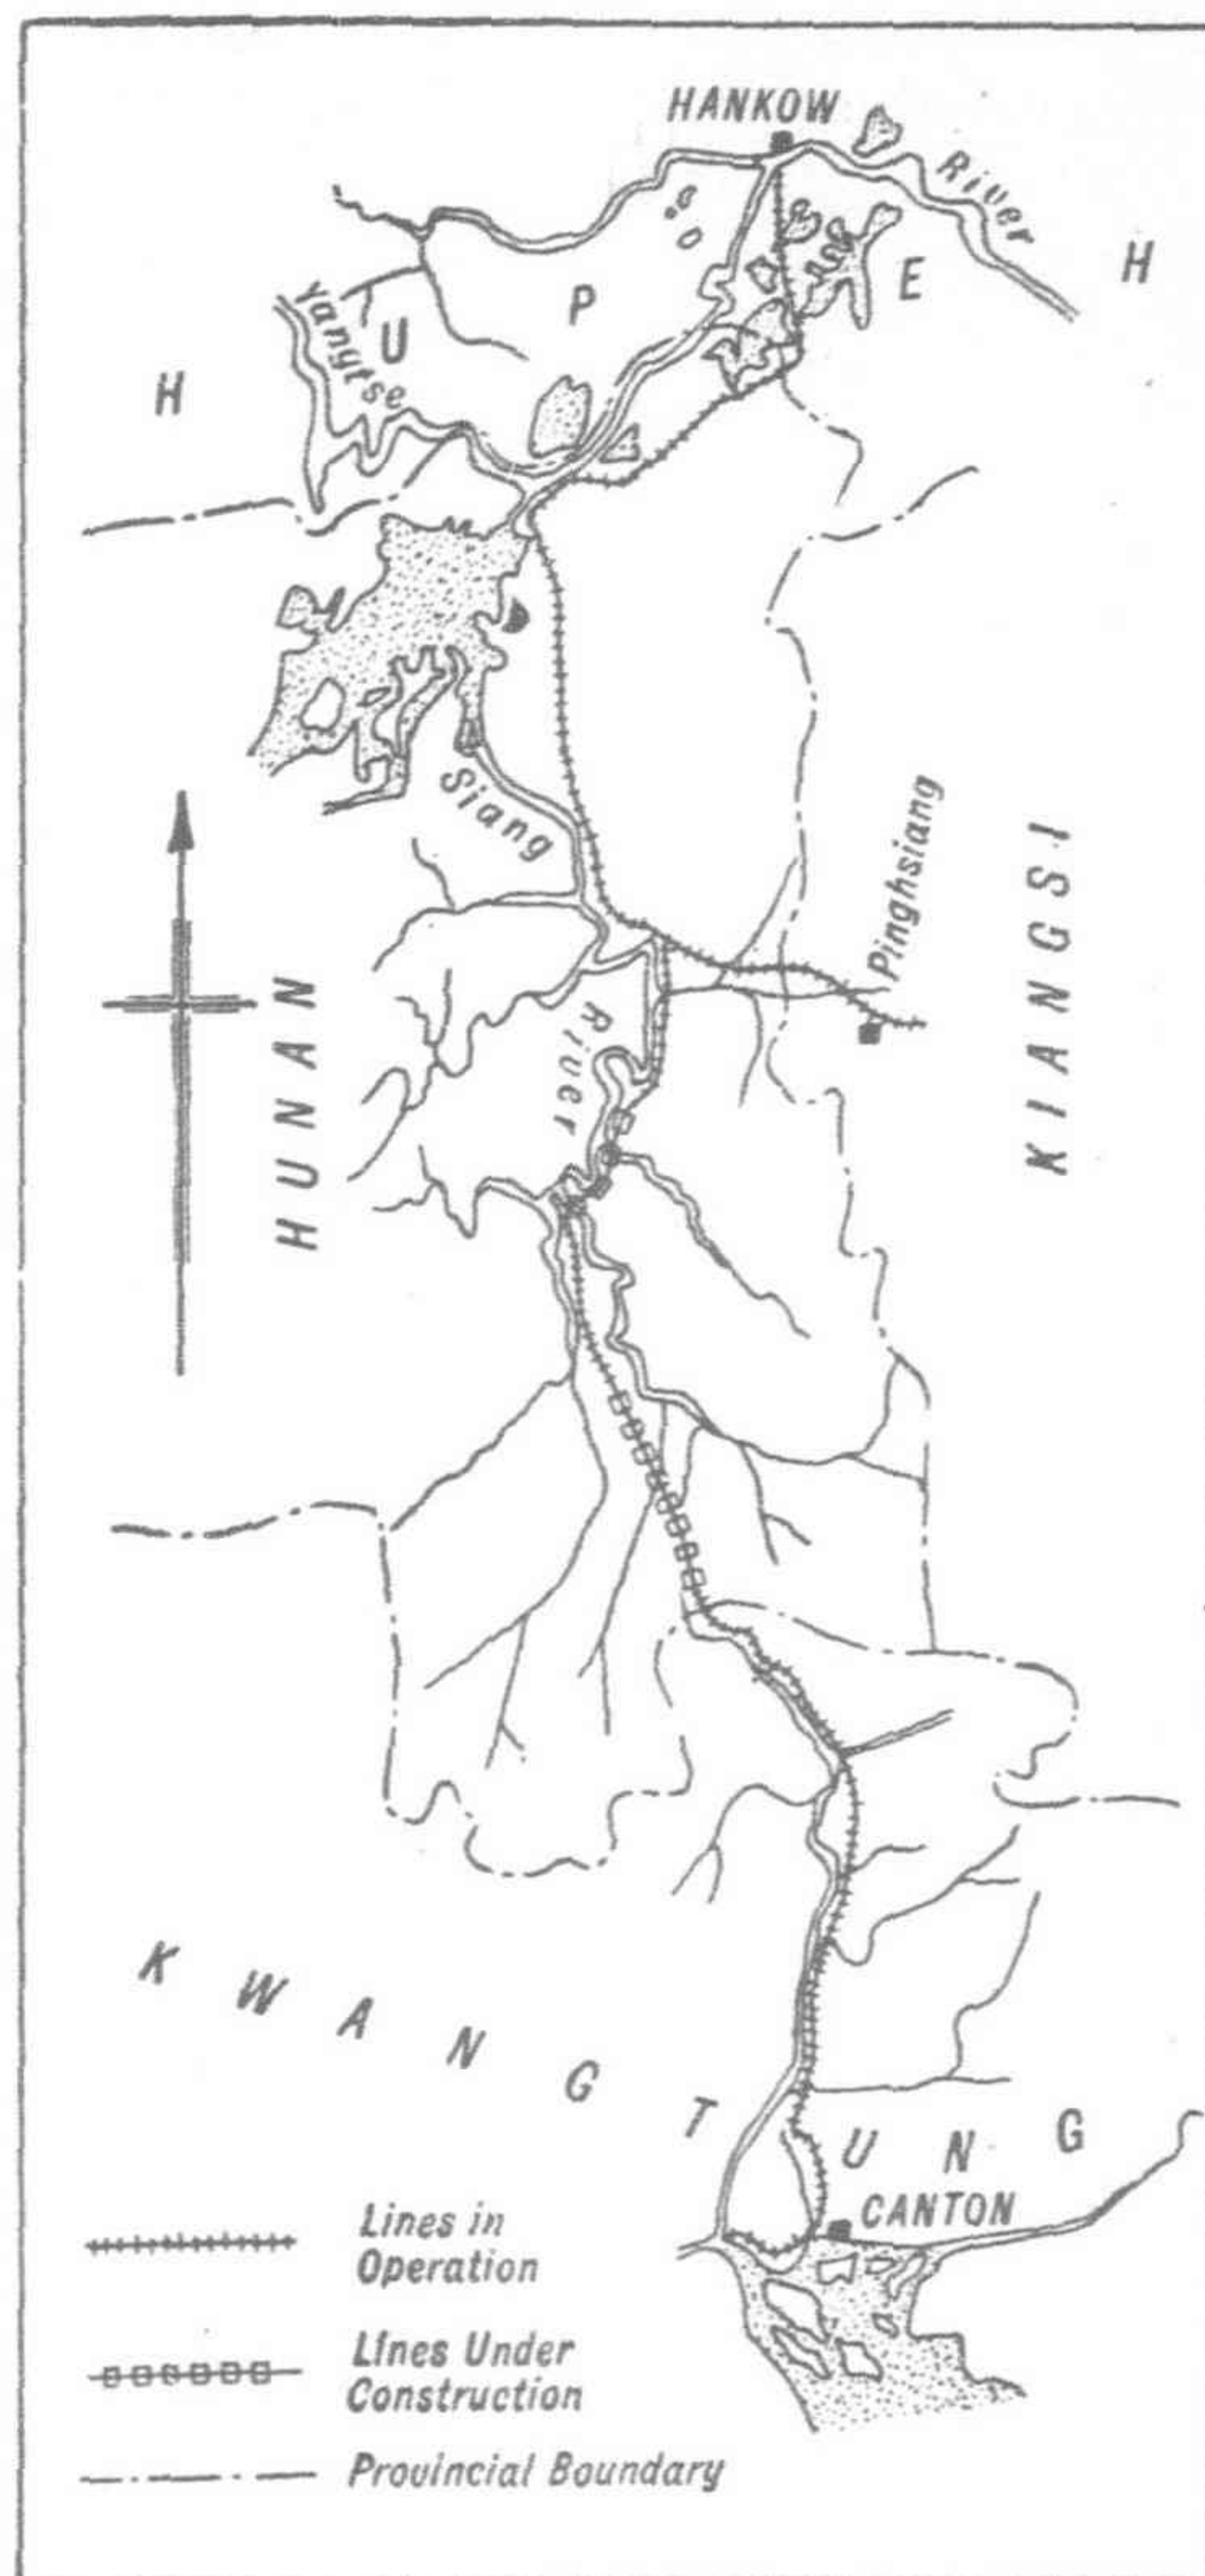 HANKOW
River
H U P E H
Yangtse
Siang
River
Pinghsiang
HUNAN
KIANGSI
K W A N G T U N G
CANTON
Lines in
Operation
Lines Under
Construction
Provincial Boundary